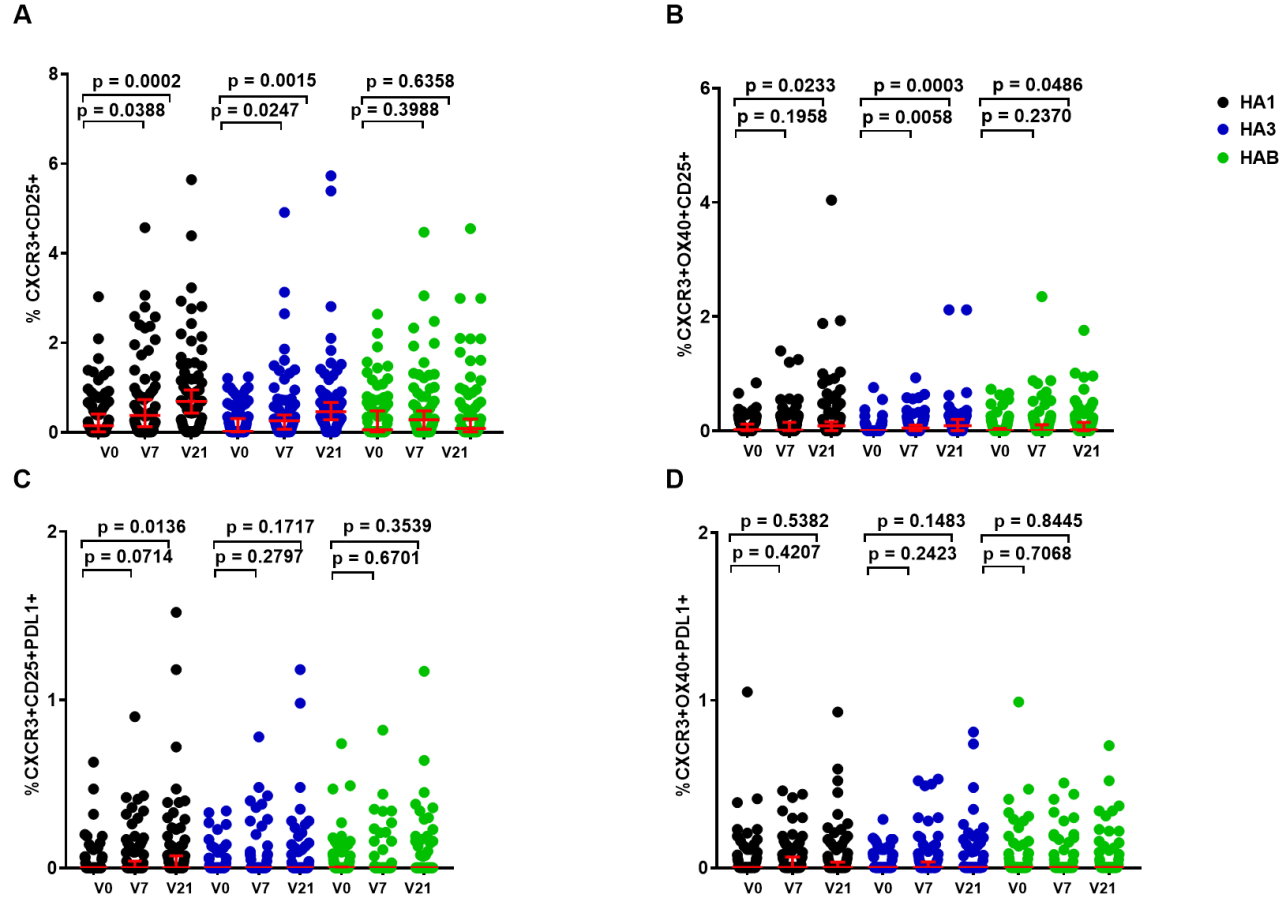 A
B
8
6
4
2
0
% CXCR3+CD25+
p = 0.0002
p = 0.0388
p = 0.0015
p = 0.0247
p = 0.6358
p = 0.3988
V0 V7 V21 V0 V7 V21 V0 V7 V21
6
4
2
0
%CXCR3+OX40+CD25+
p = 0.0233
p = 0.1958
p = 0.0003
p = 0.0058
p = 0.0486
p = 0.2370
V0 V7 V21 V0 V7 V21 V0 V7 V21
HA1
HA3
HAB
C
D
2
1
0
%CXCR3+CD25+PDL1+
p = 0.0136
p = 0.0714
p = 0.1717
p = 0.2797
p = 0.3539
p = 0.6701
V0 V7 V21 V0 V7 V21 V0 V7 V21
2
1
0
%CXCR3+OX40+PDL1+
p = 0.5382
p = 0.4207
p = 0.1483
p = 0.2423
p = 0.8445
p = 0.7068
V0 V7 V21 V0 V7 V21 V0 V7 V21